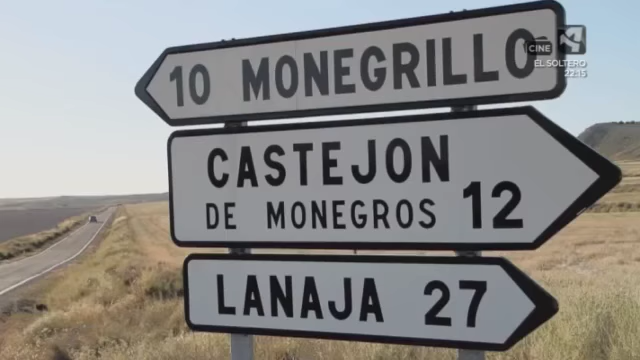 10 MONEGRILLO
CINE
EL SOLTERO
22:15
CASTEJON
DE MONEGROS 12
LANAJA 27